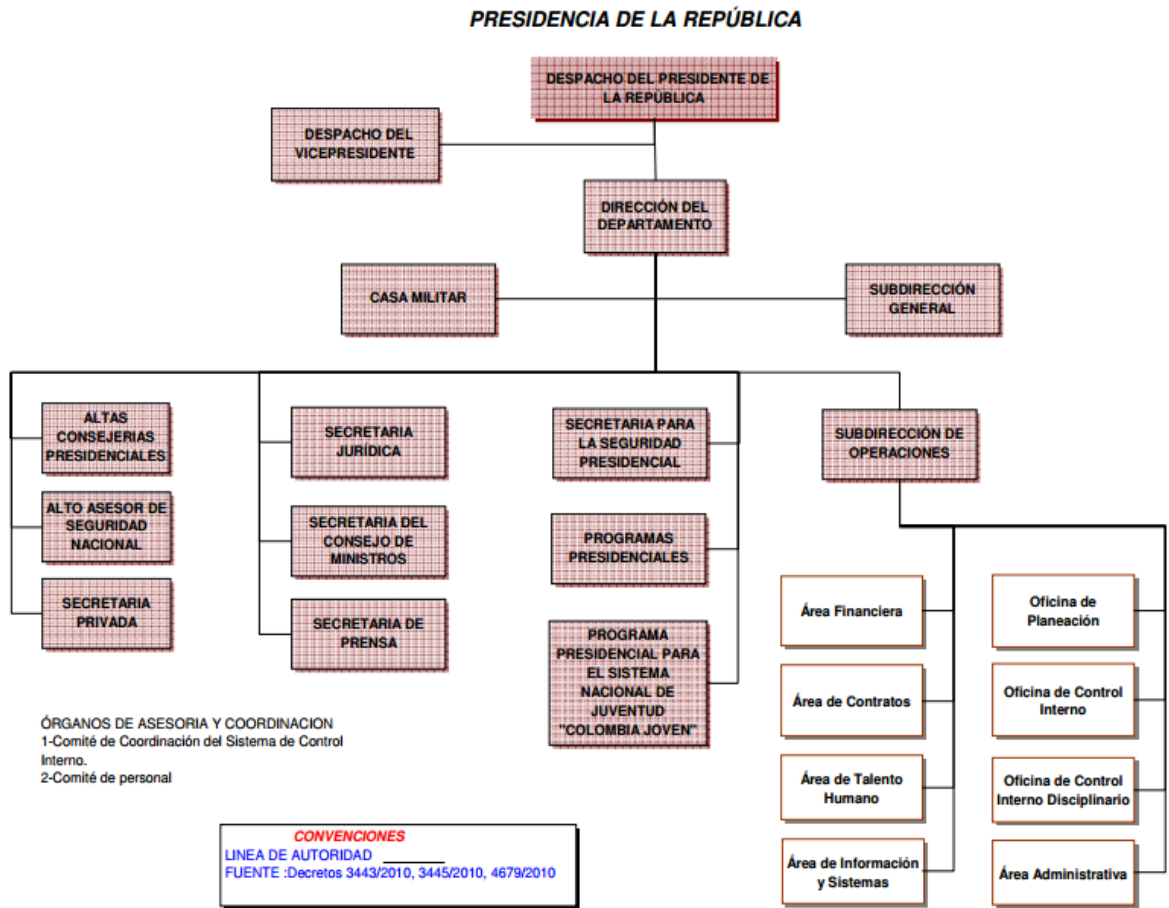 PRESIDENCIA DE LA REPÚBLICA
DESPACHO DEL PRESIDENTE DE
LA REPÚBLICA
DESPACHO DEL
VICEPRESIDENTE
DIRECCIÓN DEL
DEPARTAMENTO
CASA MILITAR
SUBDIRECCIÓN
GENERAL
ALTAS
CONSEJERIAS
PRESIDENCIALES
ALTO ASESOR DE
SEGURIDAD
NACIONAL
SECRETARIA
PRIVADA
SECRETARIA
JURÍDICA
SECRETARIA DEL
CONSEJO DE
MINISTROS
SECRETARIA DE
PRENSA
SECRETARIA PARA
LA SEGURIDAD
PRESIDENCIAL
PROGRAMAS
PRESIDENCIALES
PROGRAMA
PRESIDENCIAL PARA
EL SISTEMA
NACIONAL DE
JUVENTUD
"COLOMBIA JOVEN"
SUBDIRECCIÓN DE
OPERACIONES
Área Financiera
Área de Contratos
Área de Talento
Humano
Área de Información
y Sistemas
Oficina de
Planeación
Oficina de Control
Interno
Oficina de Control
Interno Disciplinario
Área Administrativa
ÓRGANOS DE ASESORIA Y COORDINACION
1-Comité de Coordinación del Sistema de Control
Interno.
2-Comité de personal
CONVENCIONES
LINEA DE AUTORIDAD
FUENTE :Decretos 3443/2010, 3445/2010, 4679/2010